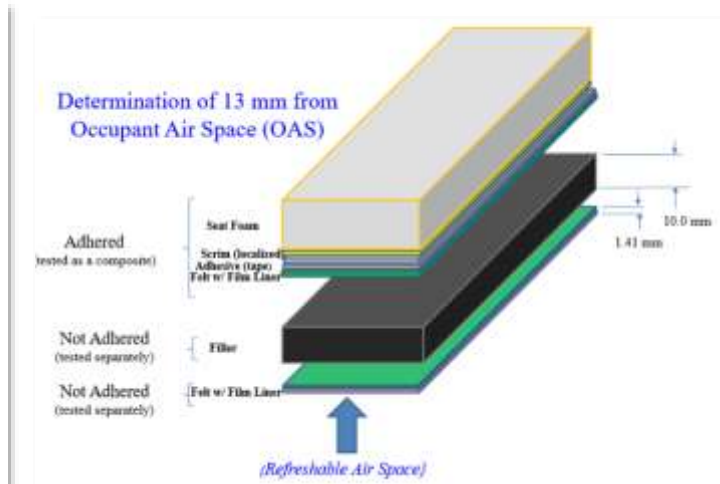 Determination of 13 mm from
Occupant Air Space (OAS)
Seat Foam
Adhered
(tested as a composite)
Scrim (localized)
Adhesive (tape)
Felt w/ Film Liner
10.0 mm
1.41 mm
Not Adhered
(tested separately)
Filler
Not Adhered
(tested separately)
Felt w/ Film Liner
(Refreshable Air Space)